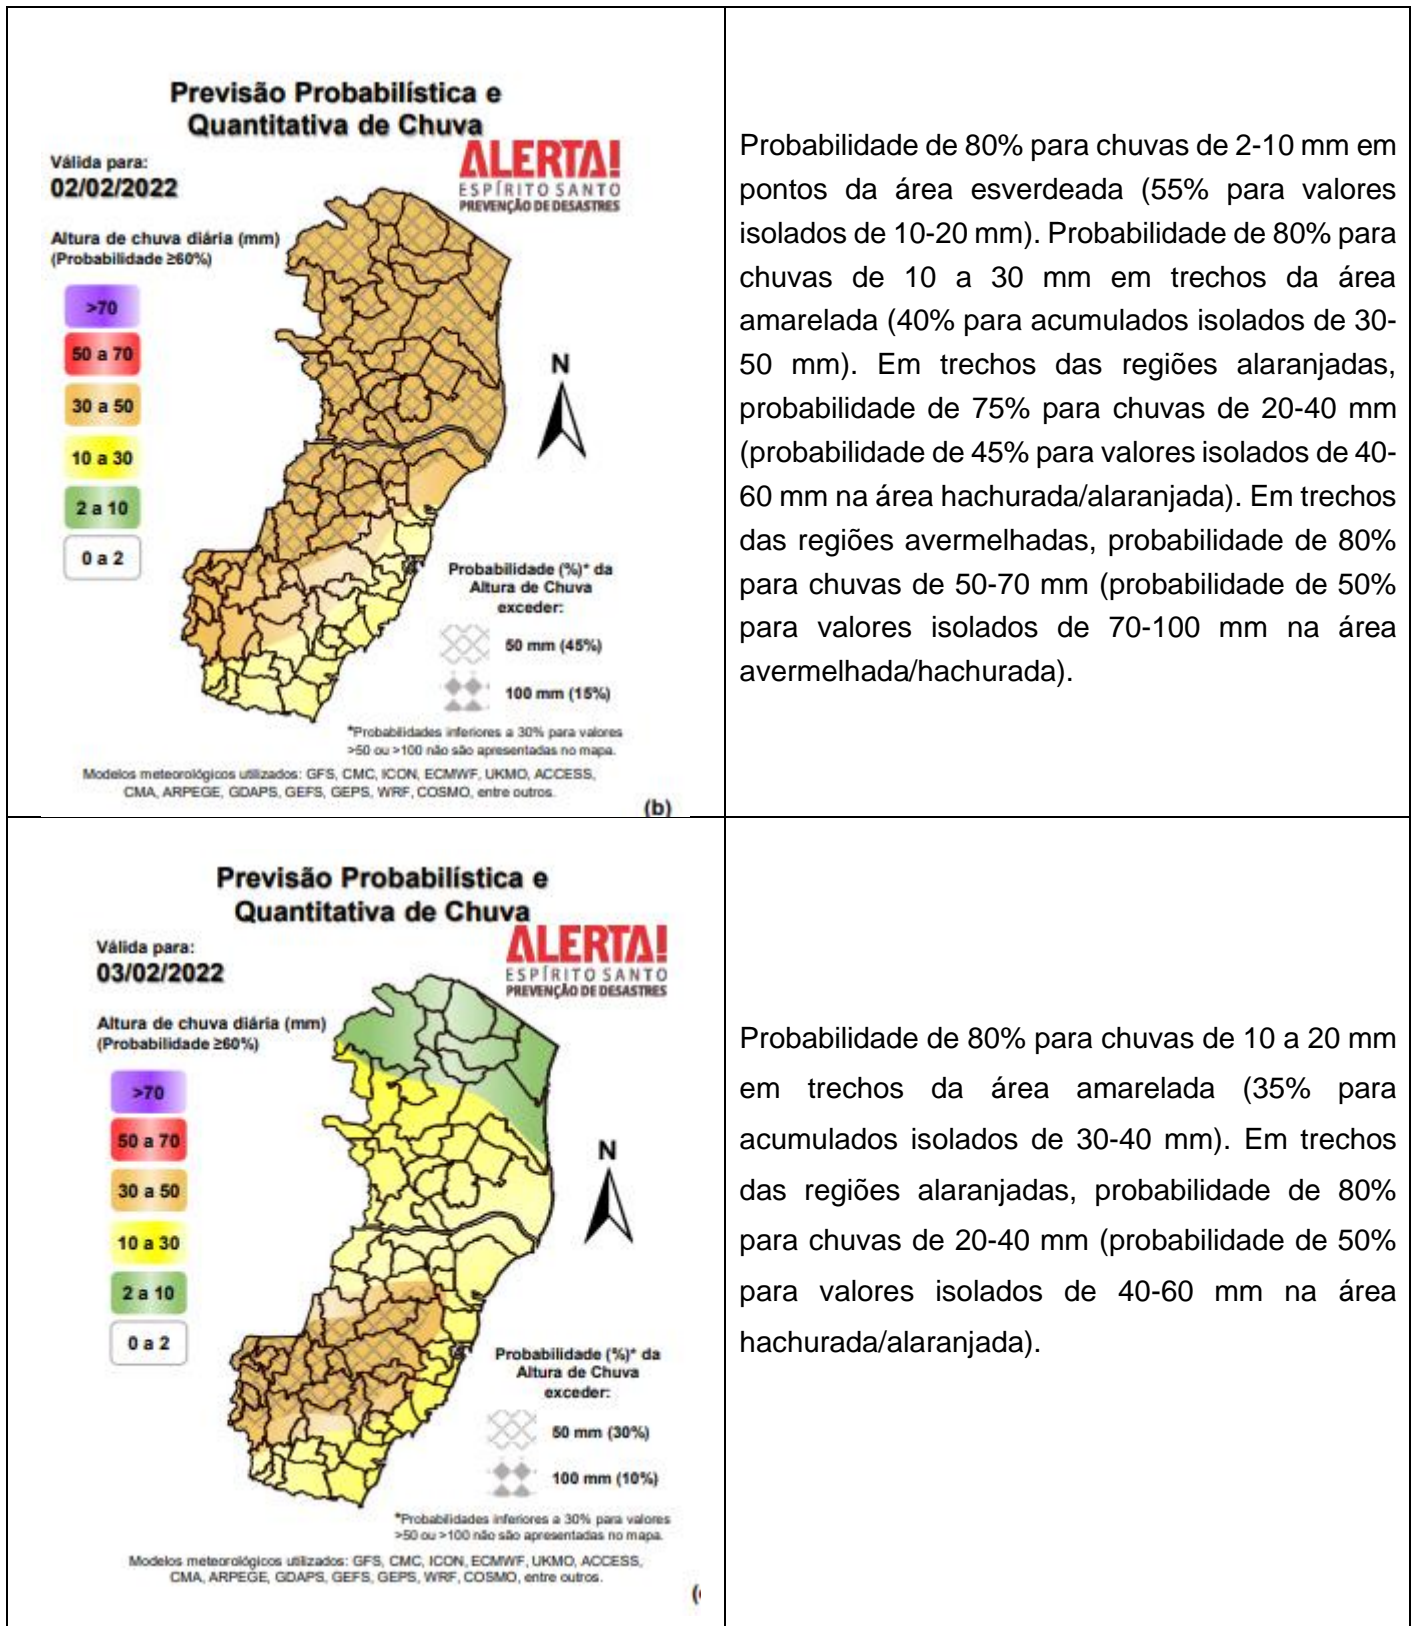 Previsão Probabilística e
Quantitativa de Chuva
ALERTA!
ESPÍRITO SANTO
PREVENÇÃO DE DESASTRES
Válida para:
02/02/2022
Altura de chuva diária (mm)
(Probabilidade ≥60%)
>70
50 a 70
30 a 50
10 a 30
2 a 10
0 a 2
N
Probabilidade (%)* da
Altura de Chuva
exceder:
50 mm (45%)
100 mm (15%)
*Probabilidades inferiores a 30% para valores
>50 ou >100 não são apresentadas no mapa.
Modelos meteorológicos utilizados: GFS, CMC, ICON, ECMWF, UKMO, ACCESS,
CMA, ARPEGE, GDAPS, GEFS, GEPS, WRF, COSMO, entre outros.
(b)
Probabilidade de 80% para chuvas de 2-10 mm em
pontos da área esverdeada (55% para valores
isolados de 10-20 mm). Probabilidade de 80% para
chuvas de 10 a 30 mm em trechos da área
amarelada (40% para acumulados isolados de 30-
50 mm). Em trechos das regiões alaranjadas,
probabilidade de 75% para chuvas de 20-40 mm
(probabilidade de 45% para valores isolados de 40-
60 mm na área hachurada/alaranjada). Em trechos
das regiões avermelhadas, probabilidade de 80%
para chuvas de 50-70 mm (probabilidade de 50%
para valores isolados de 70-100 mm na área
avermelhada/hachurada).
Previsão Probabilística e
Quantitativa de Chuva
ALERTA!
ESPÍRITO SANTO
PREVENÇÃO DE DESASTRES
Válida para:
03/02/2022
Altura de chuva diária (mm)
(Probabilidade ≥60%)
>70
50 a 70
30 a 50
10 a 30
2 a 10
0 a 2
N
Probabilidade (%)* da
Altura de Chuva
exceder:
50 mm (30%)
100 mm (10%)
*Probabilidades inferiores a 30% para valores
>50 ou >100 não são apresentadas no mapa.
Modelos meteorológicos utilizados: GFS, CMC, ICON, ECMWF, UKMO, ACCESS,
CMA, ARPEGE, GDAPS, GEFS, GEPS, WRF, COSMO, entre outros.
Probabilidade de 80% para chuvas de 10 a 20 mm
em trechos da área amarelada (35% para
acumulados isolados de 30-40 mm). Em trechos
das regiões alaranjadas, probabilidade de 80%
para chuvas de 20-40 mm (probabilidade de 50%
para valores isolados de 40-60 mm na área
hachurada/alaranjada).